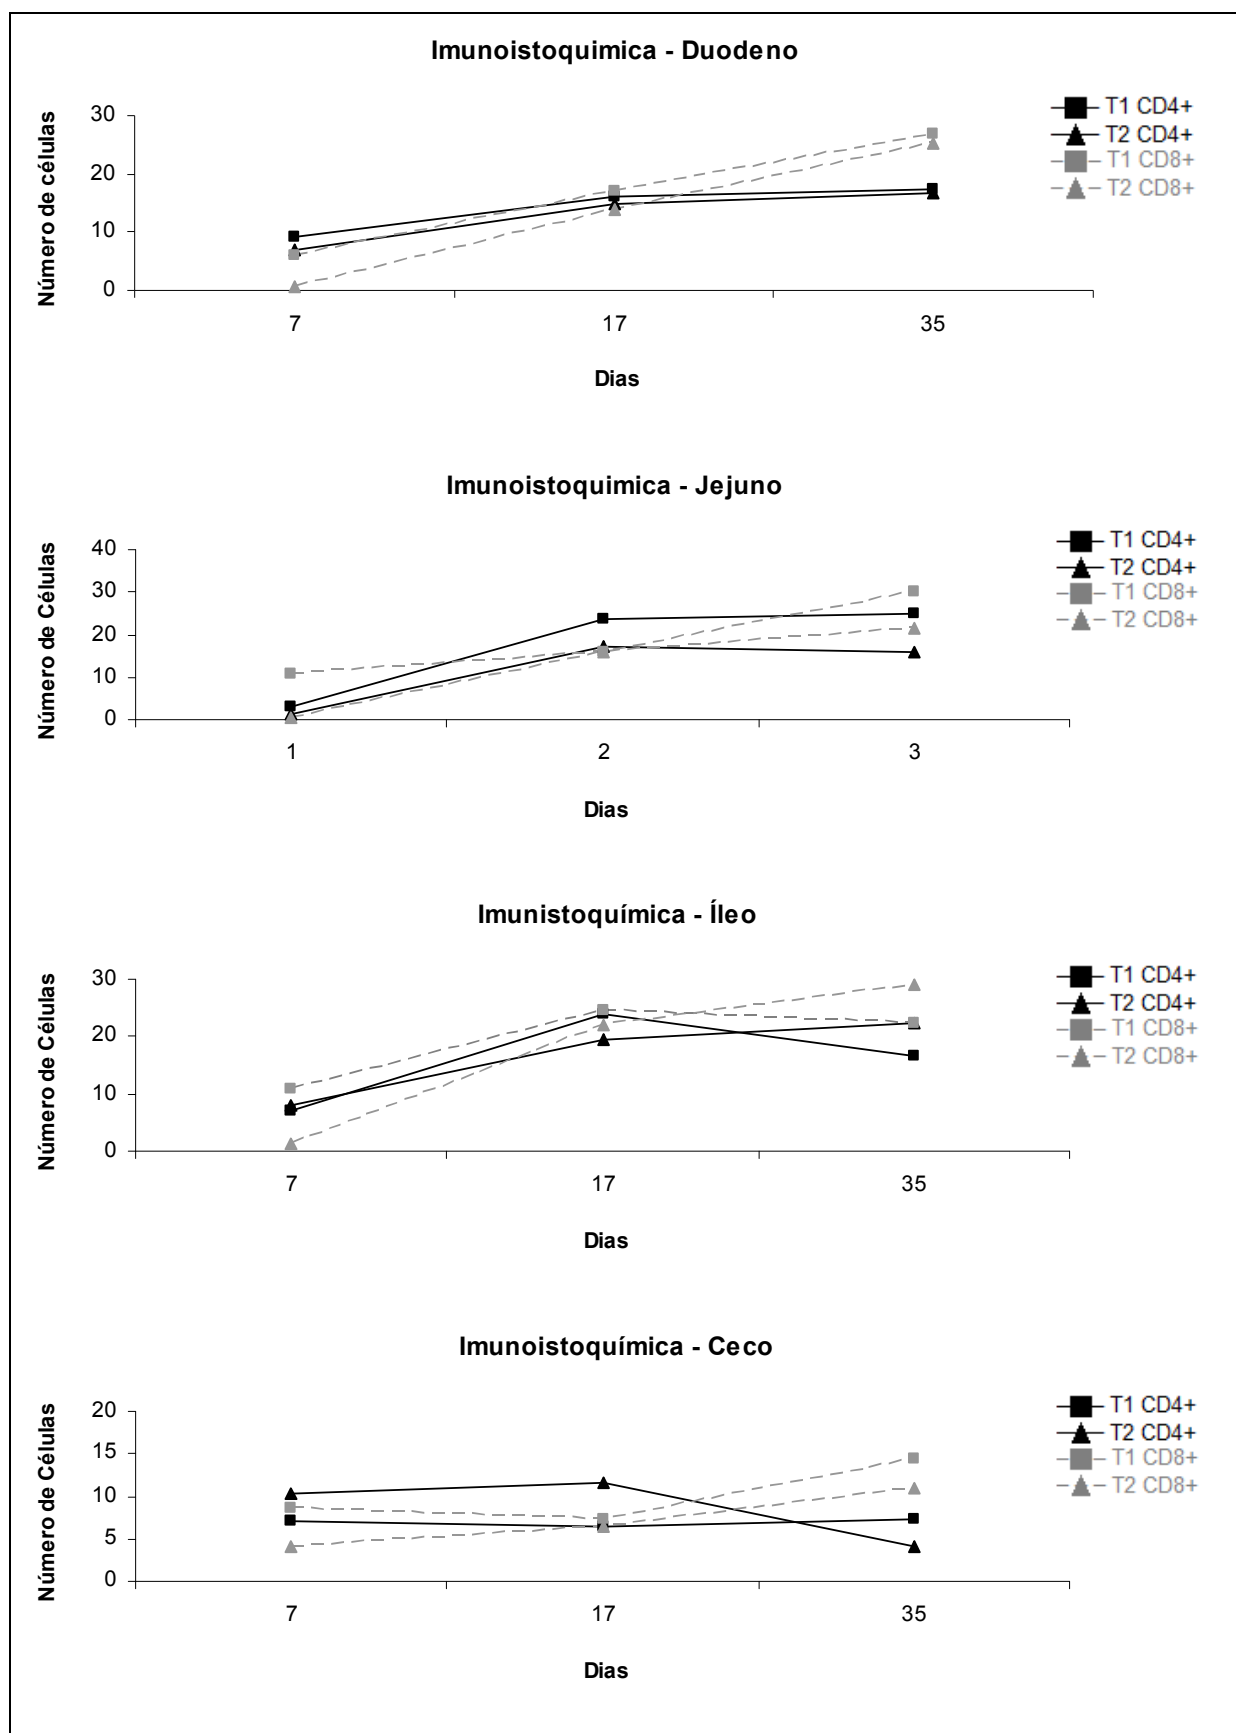 Imunoistoquimica - Duodeno
Número de células
30
20
10
0
7 17 35
Dias
T1 CD4+
T2 CD4+
T1 CD8+
T2 CD8+
Imunoistoquimica - Jejuno
Número de Células
40
30
20
10
0
1 2 3
Dias
T1 CD4+
T2 CD4+
T1 CD8+
T2 CD8+
Imunistoquímica - Íleo
Número de Células
30
20
10
0
7 17 35
Dias
T1 CD4+
T2 CD4+
T1 CD8+
T2 CD8+
Imunoistoquímica - Ceco
Número de Células
20
15
10
5
0
7 17 35
Dias
T1 CD4+
T2 CD4+
T1 CD8+
T2 CD8+